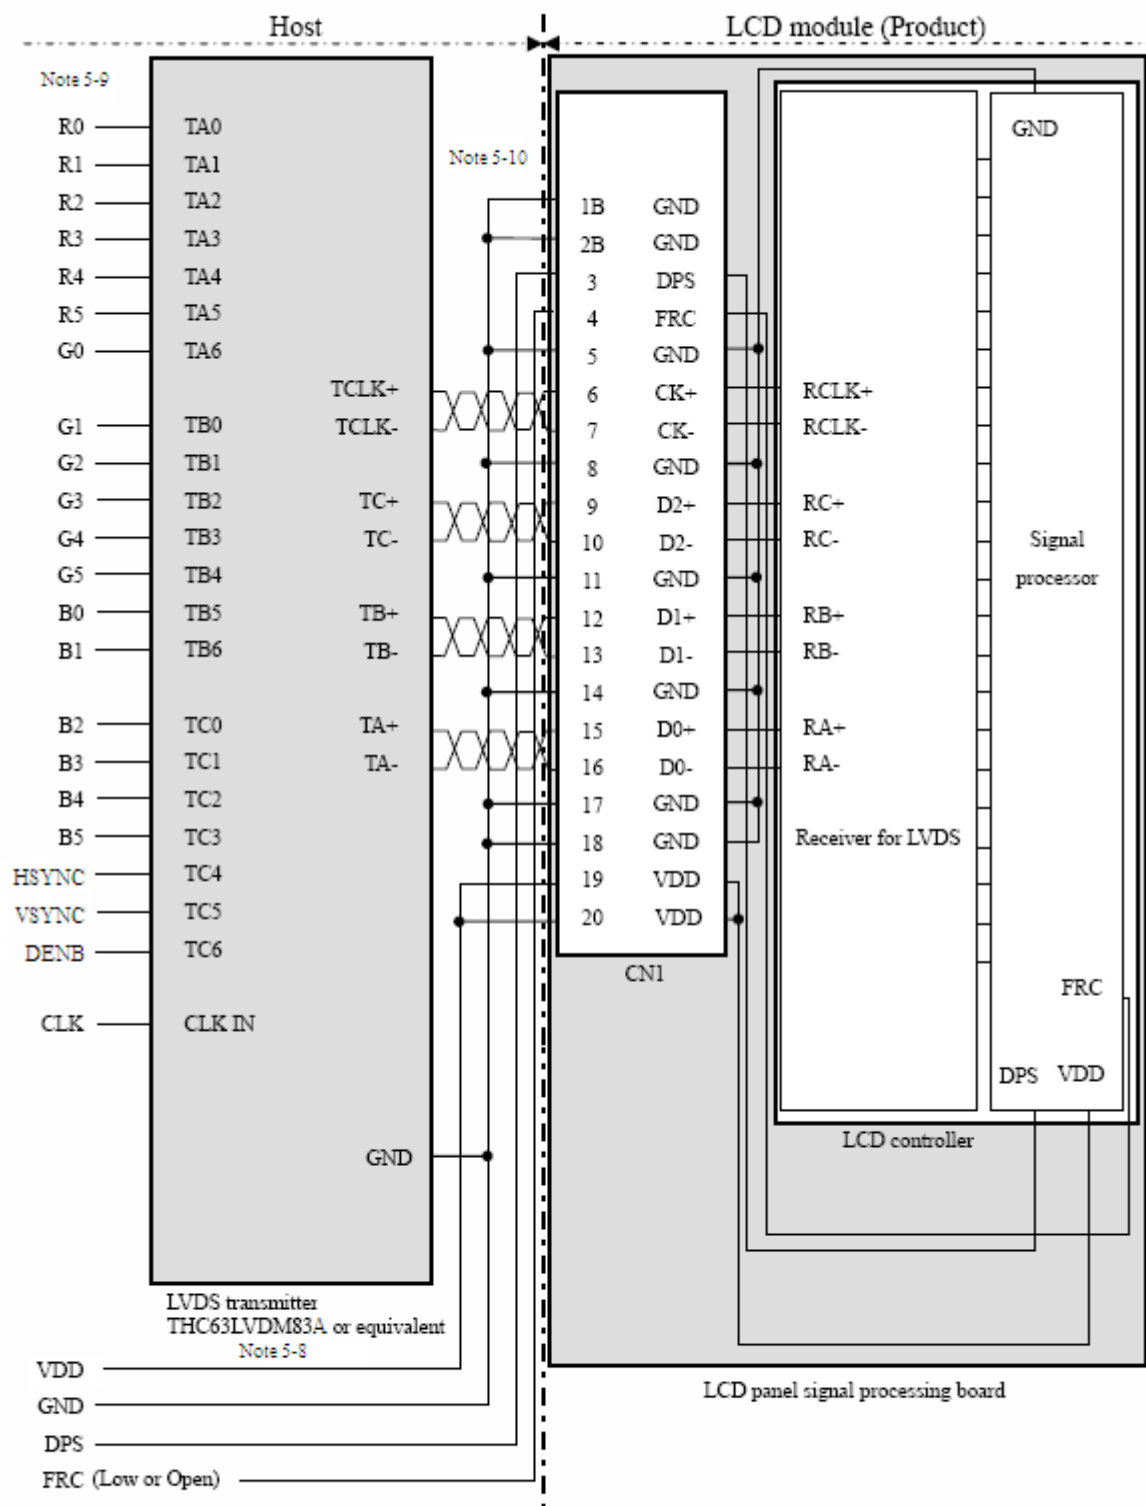 Host
LCD module (Product)
Note 5-9
R0 TA0
R1 TA1
R2 TA2
R3 TA3
R4 TA4
R5 TA5
G0 TA6
TCLK+
G1 TB0 TCLK-
G2 TB1
G3 TB2 TC+
G4 TB3 TC-
G5 TB4
B0 TB5 TB+
B1 TB6 TB-
B2 TC0 TA+
B3 TC1 TA-
B4 TC2
B5 TC3
HSYNC TC4
VSYNC TC5
DENB TC6
CLK CLK IN
GND
LVDS transmitter
THC63LVDM83A or equivalent
Note 5-8
VDD
GND
DPS
FRC (Low or Open)
Note 5-10
1B GND
2B GND
3 DPS
4 FRC
5 GND
6 CK+
7 CK-
8 GND
9 D2+
10 D2-
11 GND
12 D1+
13 D1-
14 GND
15 D0+
16 D0-
17 GND
18 GND
19 VDD
20 VDD
CN1
RCLK+
RCLK-
RC+
RC-
RB+
RB-
RA+
RA-
Receiver for LVDS
GND
Signal
processor
FRC
DPS VDD
LCD controller
LCD panel signal processing board